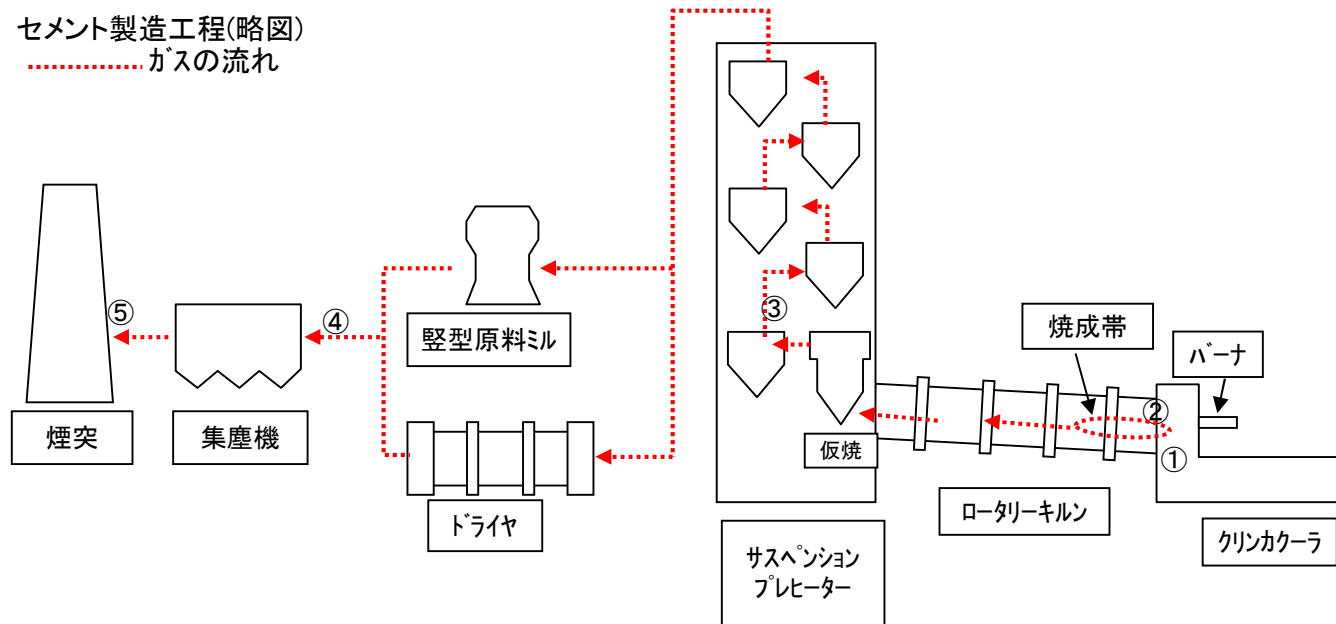 セメント製造工程(略図)
ガスの流れ
③
焼成帯
バーナ
⑤
④
竪型原料ミル
②
①
煙突
集塵機
仮焼
ドライヤ
ロータリーキルン
クリンカクーラ
サスペンション
プレヒーター